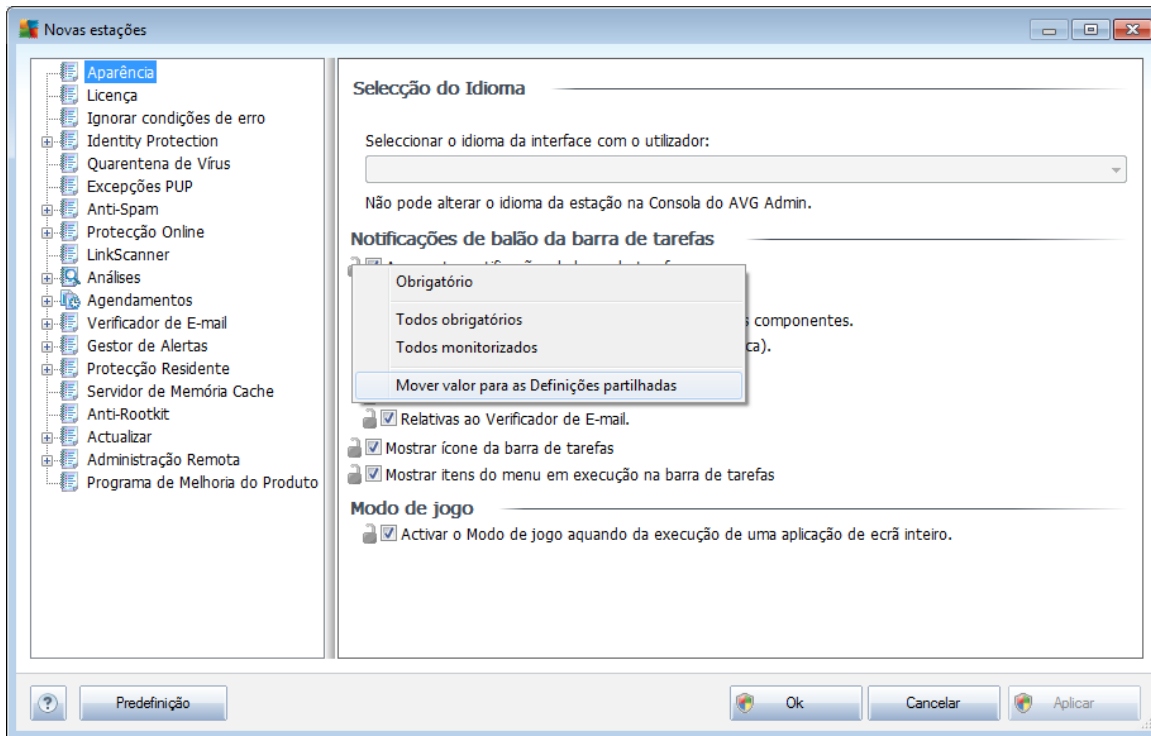 Novas estações
Aparência
Licença
Ignorar condições de erro
Identity Protection
Quarentena de Vírus
Excepções PUP
Anti-Spam
Protecção Online
LinkScanner
Análises
Agendamentos
Verificador de E-mail
Gestor de Alertas
Protecção Residente
Servidor de Memória Cache
Anti-Rootkit
Actualizar
Administração Remota
Programa de Melhoria do Produto
Selecção do Idioma
Seleccionar o idioma da interface com o utilizador:
Não pode alterar o idioma da estação na Consola do AVG Admin.
Notificações de balão da barra de tarefas
Obrigatório
Todos obrigatórios
componentes.
Todos monitorizados
ca).
Mover valor para as Definições partilhadas
Relativas ao Verificador de E-mail.
Mostrar ícone da barra de tarefas
Mostrar itens do menu em execução na barra de tarefas
Modo de jogo
Activar o Modo de jogo aquando da execução de uma aplicação de ecrã inteiro.
? Predefinição Ok Cancelar Aplicar